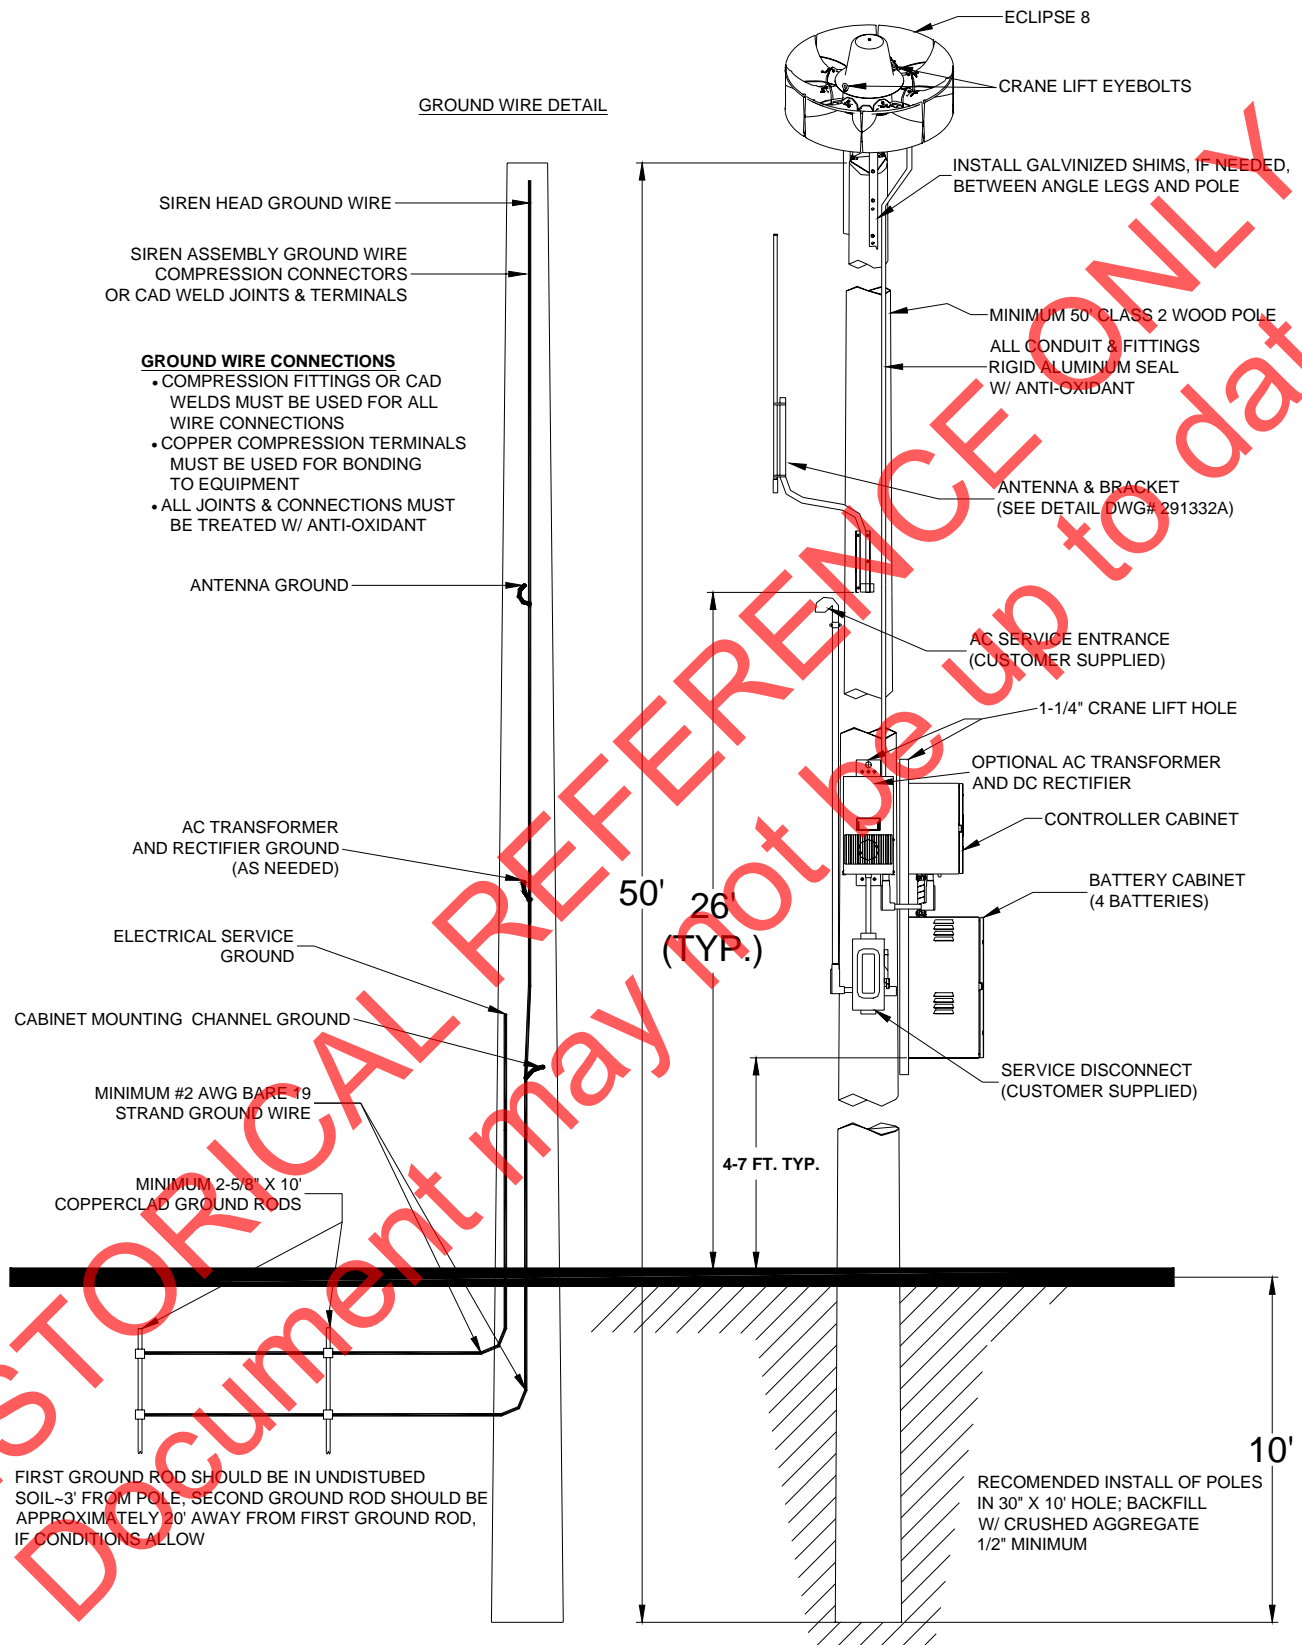 ECLIPSE 8
CRANE LIFT EYEBOLTS
GROUND WIRE DETAIL
INSTALL GALVINIZED SHIMS, IF NEEDED,
BETWEEN ANGLE LEGS AND POLE
SIREN HEAD GROUND WIRE
SIREN ASSEMBLY GROUND WIRE
COMPRESSION CONNECTORS
OR CAD WELD JOINTS & TERMINALS
MINIMUM 50' CLASS 2 WOOD POLE
ALL CONDUIT & FITTINGS
RIGID ALUMINUM SEAL
W/ ANTI-OXIDANT
GROUND WIRE CONNECTIONS
• COMPRESSION FITTINGS OR CAD
WELDS MUST BE USED FOR ALL
WIRE CONNECTIONS
• COPPER COMPRESSION TERMINALS
MUST BE USED FOR BONDING
TO EQUIPMENT
• ALL JOINTS & CONNECTIONS MUST
BE TREATED W/ ANTI-OXIDANT
ANTENNA & BRACKET
(SEE DETAIL DWG# 291332A)
ANTENNA GROUND
AC SERVICE ENTRANCE
(CUSTOMER SUPPLIED)
1-1/4" CRANE LIFT HOLE
OPTIONAL AC TRANSFORMER
AND DC RECTIFIER
CONTROLLER CABINET
AC TRANSFORMER
AND RECTIFIER GROUND
(AS NEEDED)
50'
26'
(TYP.)
BATTERY CABINET
(4 BATTERIES)
ELECTRICAL SERVICE
GROUND
CABINET MOUNTING CHANNEL GROUND
SERVICE DISCONNECT
(CUSTOMER SUPPLIED)
MINIMUM #2 AWG BARE 19
STRAND GROUND WIRE
4-7 FT. TYP.
MINIMUM 2-5/8" X 10'
COPPERCLAD GROUND RODS
10'
FIRST GROUND ROD SHOULD BE IN UNDISTUBED
SOIL~3' FROM POLE, SECOND GROUND ROD SHOULD BE
APPROXIMATELY 20' AWAY FROM FIRST GROUND ROD,
IF CONDITIONS ALLOW
RECOMENDED INSTALL OF POLES
IN 30" X 10' HOLE; BACKFILL
W/ CRUSHED AGGREGATE
1/2" MINIMUM
STORICAL REFERENCE ONLY
Document may not be up to dat